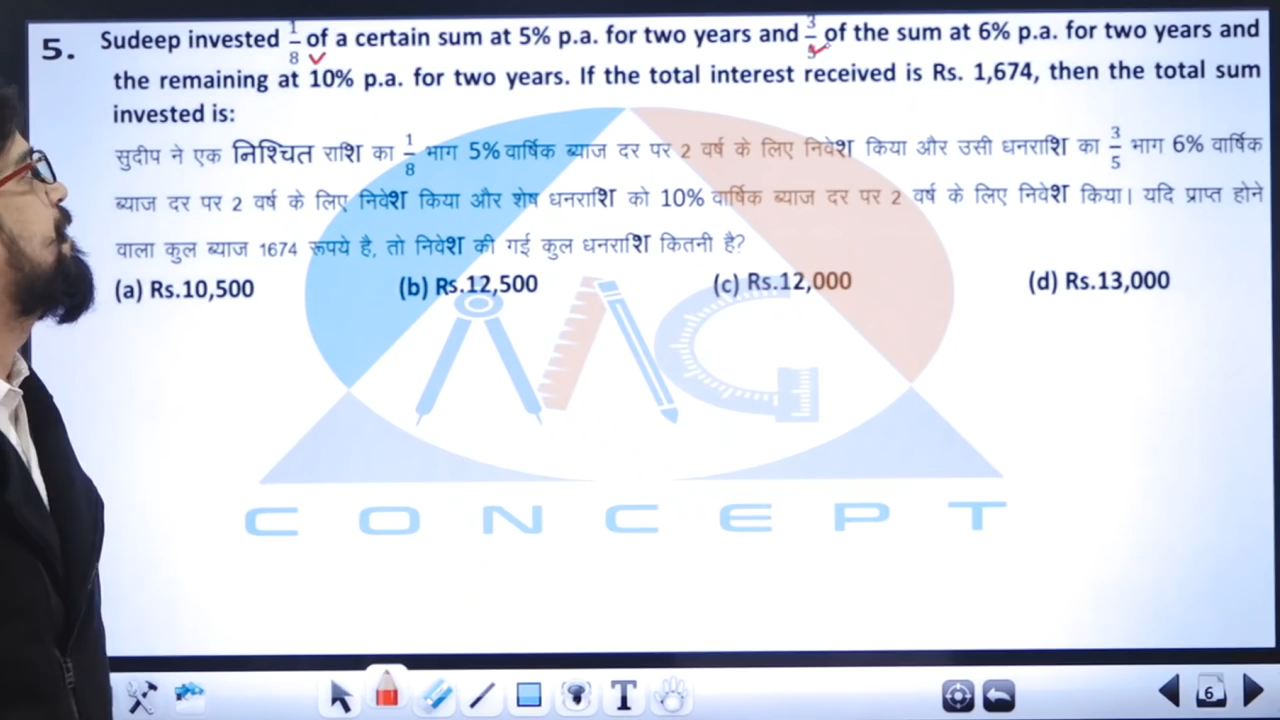 5. Sudeep invested 1/8 of a certain sum at 5% p.a. for two years and 3/5 of the sum at 6% p.a. for two years and
the remaining at 10% p.a. for two years. If the total interest received is Rs. 1,674, then the total sum
invested is:
सुदीप ने एक निश्चित राशि का 1/8 भाग 5% वार्षिक ब्याज दर पर 2 वर्ष के लिए निवेश किया और उसी धनराशि का 3/5 भाग 6% वार्षिक
ब्याज दर पर 2 वर्ष के लिए निवेश किया और शेष धनराशि को 10% वार्षिक ब्याज दर पर 2 वर्ष के लिए निवेश किया। यदि प्राप्त होने
वाला कुल ब्याज 1674 रूपये है, तो निवेश की गई कुल धनराशि कितनी है?
(a) Rs.10,500 (b) Rs.12,500 (c) Rs.12,000 (d) Rs.13,000
CONCEPT
T 6